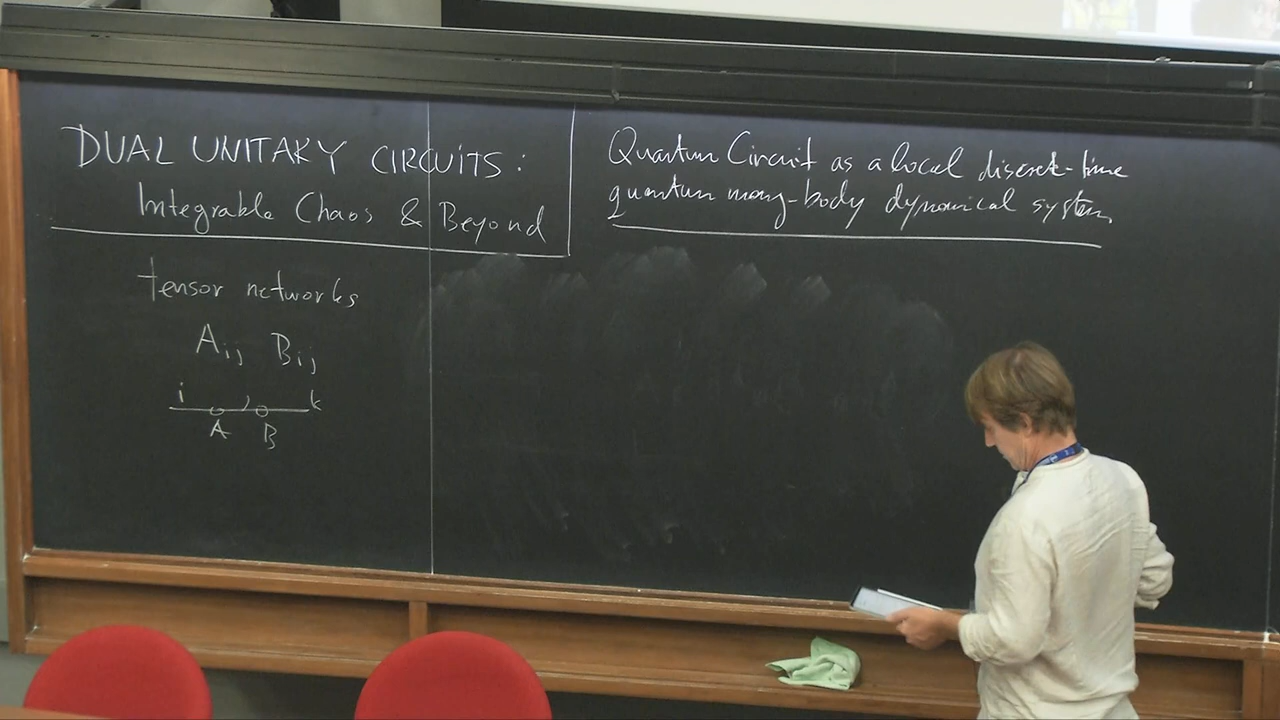 DUAL UNITARY CIRCUITS:
Integrable Chaos & Beyond
tensor networks
Aij Bij
i j k
A B
Quantum Circuit as a local discrete-time
quantum many-body dynamical system